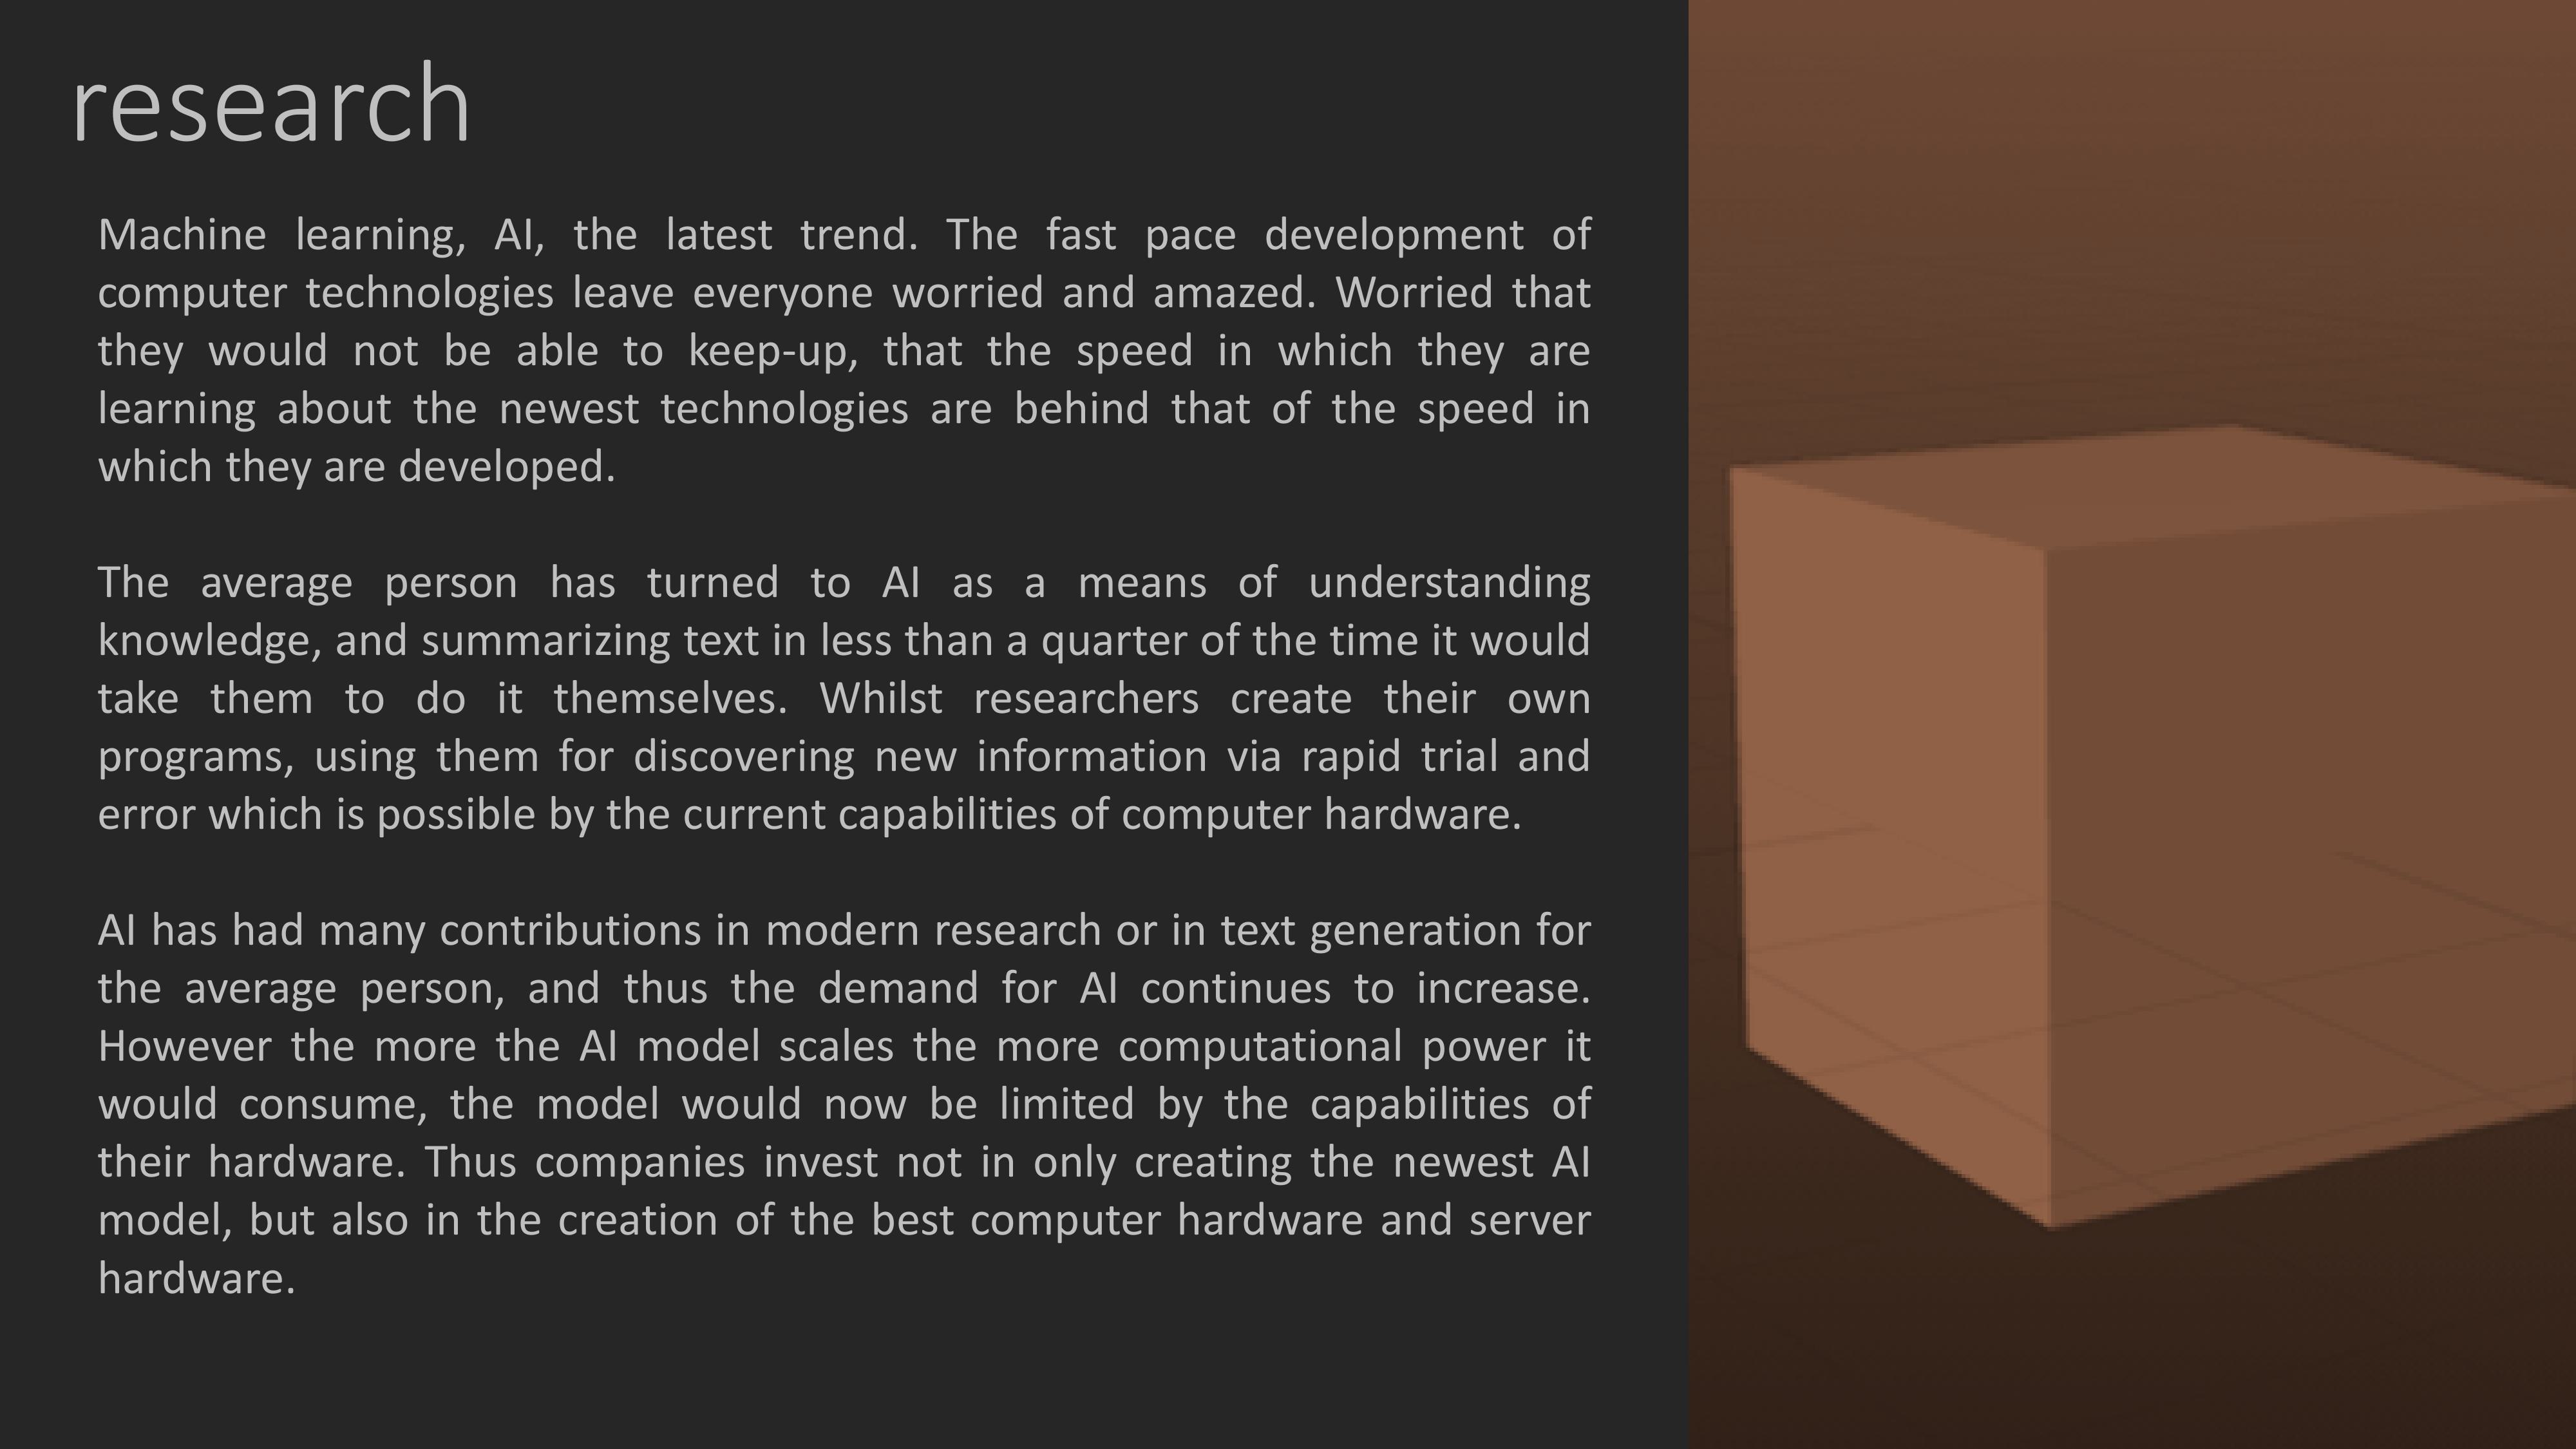 research
Machine learning, AI, the latest trend. The fast pace development of
computer technologies leave everyone worried and amazed. Worried that
they would not be able to keep-up, that the speed in which they are
learning about the newest technologies are behind that of the speed in
which they are developed.
The average person has turned to AI as a means of understanding
knowledge, and summarizing text in less than a quarter of the time it would
take them to do it themselves. Whilst researchers create their own
programs, using them for discovering new information via rapid trial and
error which is possible by the current capabilities of computer hardware.
AI has had many contributions in modern research or in text generation for
the average person, and thus the demand for AI continues to increase.
However the more the AI model scales the more computational power it
would consume, the model would now be limited by the capabilities of
their hardware. Thus companies invest not in only creating the newest AI
model, but also in the creation of the best computer hardware and server
hardware.